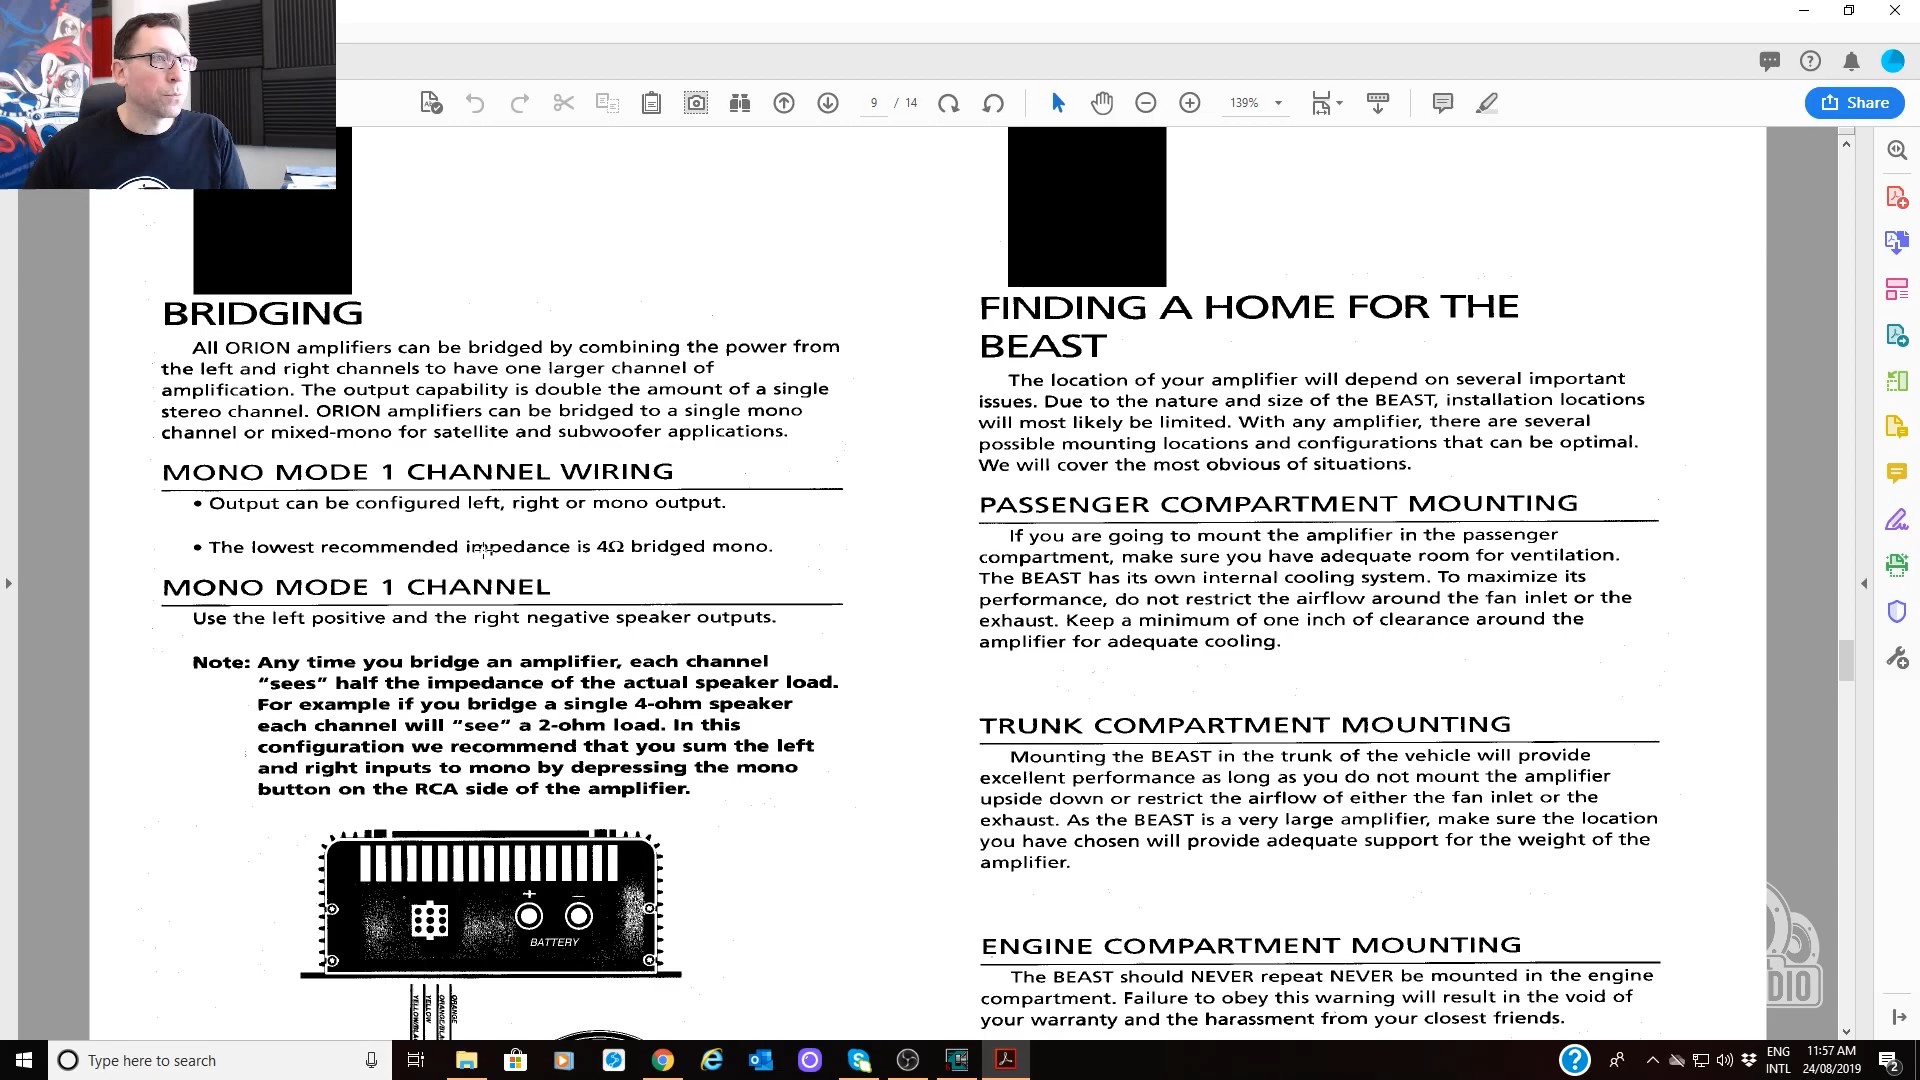 9 / 14
139%
Share
BRIDGING
All ORION amplifiers can be bridged by combining the power from
the left and right channels to have one larger channel of
amplification. The output capability is double the amount of a single
stereo channel. ORION amplifiers can be bridged to a single mono
channel or mixed-mono for satellite and subwoofer applications.
MONO MODE 1 CHANNEL WIRING
• Output can be configured left, right or mono output.
• The lowest recommended impedance is 4Ω bridged mono.
MONO MODE 1 CHANNEL
Use the left positive and the right negative speaker outputs.
Note: Any time you bridge an amplifier, each channel
“sees” half the impedance of the actual speaker load.
For example if you bridge a single 4-ohm speaker
each channel will “see” a 2-ohm load. In this
configuration we recommend that you sum the left
and right inputs to mono by depressing the mono
button on the RCA side of the amplifier.
+ –
BATTERY
YELLOW
ORANGE
FINDING A HOME FOR THE
BEAST
The location of your amplifier will depend on several important
issues. Due to the nature and size of the BEAST, installation locations
will most likely be limited. With any amplifier, there are several
possible mounting locations and configurations that can be optimal.
We will cover the most obvious of situations.
PASSENGER COMPARTMENT MOUNTING
If you are going to mount the amplifier in the passenger
compartment, make sure you have adequate room for ventilation.
The BEAST has its own internal cooling system. To maximize its
performance, do not restrict the airflow around the fan inlet or the
exhaust. Keep a minimum of one inch of clearance around the
amplifier for adequate cooling.
TRUNK COMPARTMENT MOUNTING
Mounting the BEAST in the trunk of the vehicle will provide
excellent performance as long as you do not mount the amplifier
upside down or restrict the airflow of either the fan inlet or the
exhaust. As the BEAST is a very large amplifier, make sure the location
you have chosen will provide adequate support for the weight of the
amplifier.
ENGINE COMPARTMENT MOUNTING
The BEAST should NEVER repeat NEVER be mounted in the engine
compartment. Failure to obey this warning will result in the void of
your warranty and the harassment from your closest friends.
Type here to search
ENG
INTL
11:57 AM
24/08/2019
2